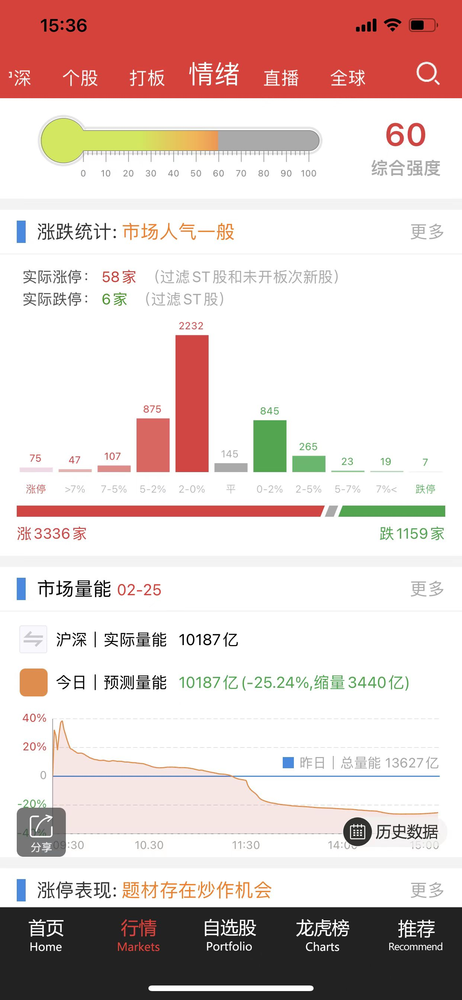 15:36
深 个股 打板 情绪 直播 全球
60
综合强度
0 10 20 30 40 50 60 70 80 90 100
涨跌统计: 市场人气一般 更多
实际涨停: 58家 (过滤ST股和未开板次新股)
实际跌停: 6家 (过滤ST股)
75 47 107 875 2232 145 845 265 23 19 7
涨停 >7% 7-5% 5-2% 2-0% 平 0-2% 2-5% 5-7% 7%< 跌停
涨3336家 跌1159家
市场量能 02-25 更多
沪深|实际量能 10187亿
今日|预测量能 10187亿(-25.24%,缩量3440亿)
40%
20%
昨日|总量能 13627亿
0
-20%
-40%
历史数据
09:30 10.30 11:30 14:00 15:00
分享
涨停表现: 题材存在炒作机会 更多
首页 行情 自选股 龙虎榜 推荐
Home Markets Portfolio Charts Recommend